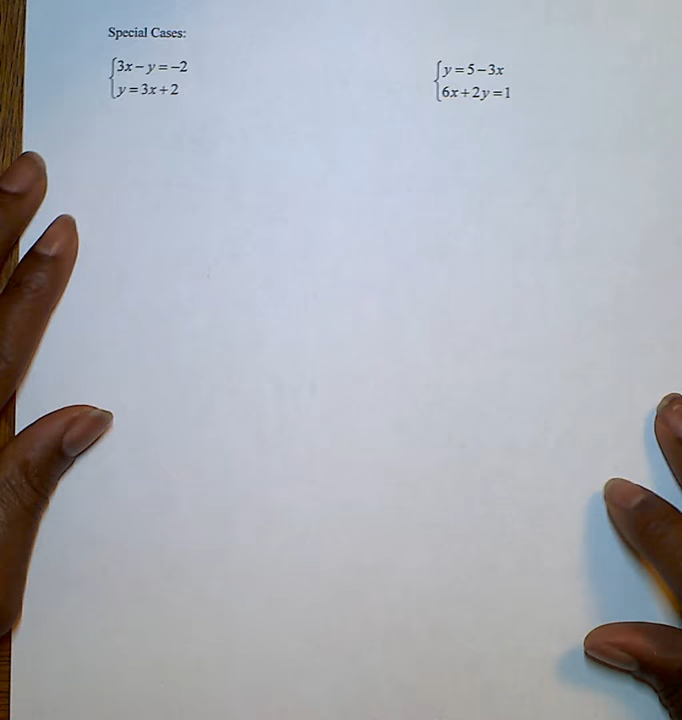 Special Cases:
{3x − y = −2
y = 3x + 2
{y = 5 − 3x
6x + 2y = 1